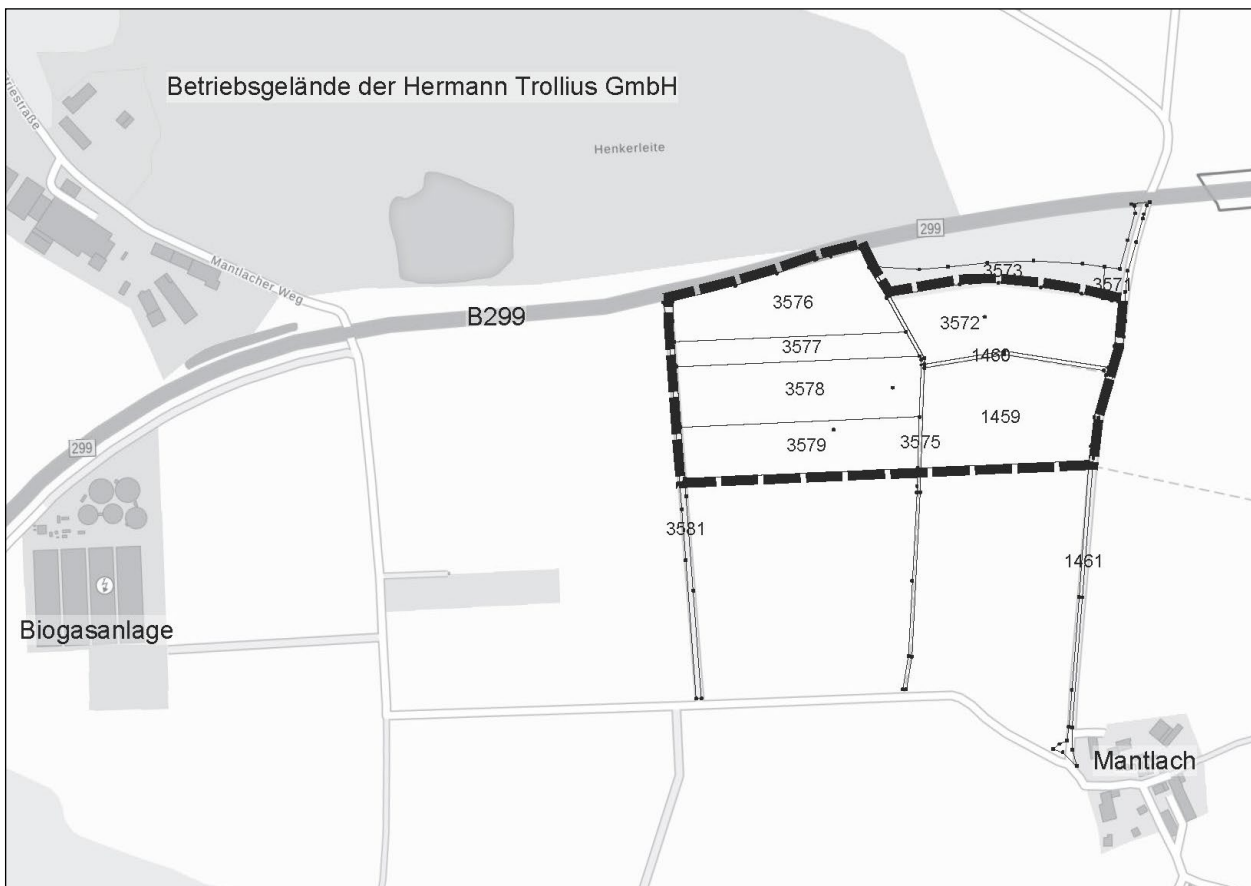 Betriebsgelände der Hermann Trollius GmbH
riestraße
Henkerleite
299
Mantlacher Weg
B299
3573
3571
3576
3572
3577
1460
3578
1459
3579
3575
299
3581
1461
Biogasanlage
Mantlach